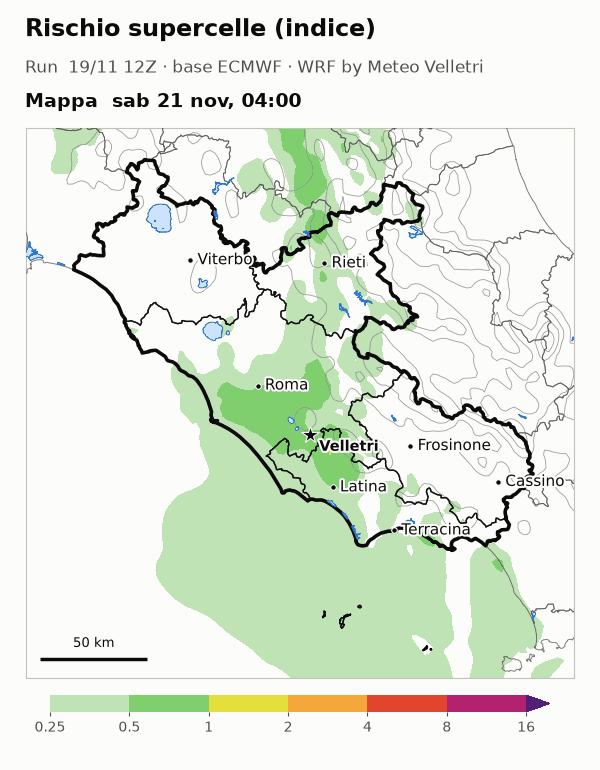 Rischio supercelle (indice)
Run  19/11 12Z · base ECMWF · WRF by Meteo Velletri
Mappa  sab 21 nov, 04:00
Viterbo
Rieti
Roma
Velletri
Frosinone
Cassino
Latina
Terracina
50 km
0.25 0.5 1 2 4 8 16